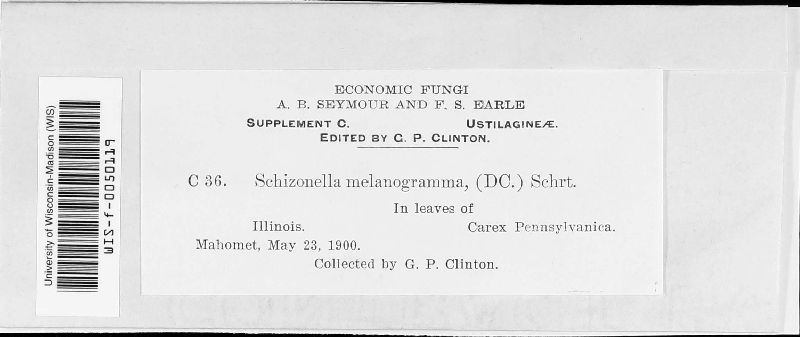 ECONOMIC FUNGI
A. B. SEYMOUR AND F. S. EARLE
SUPPLEMENT C. USTILAGINEÆ.
EDITED BY G. P. CLINTON.
C 36. Schizonella melanogramma, (DC.) Schrt.
In leaves of
Illinois. Carex Pennsylvanica.
Mahomet, May 23, 1900.
Collected by G. P. Clinton.
University of Wisconsin-Madison (WIS)
WIS-f-0050119